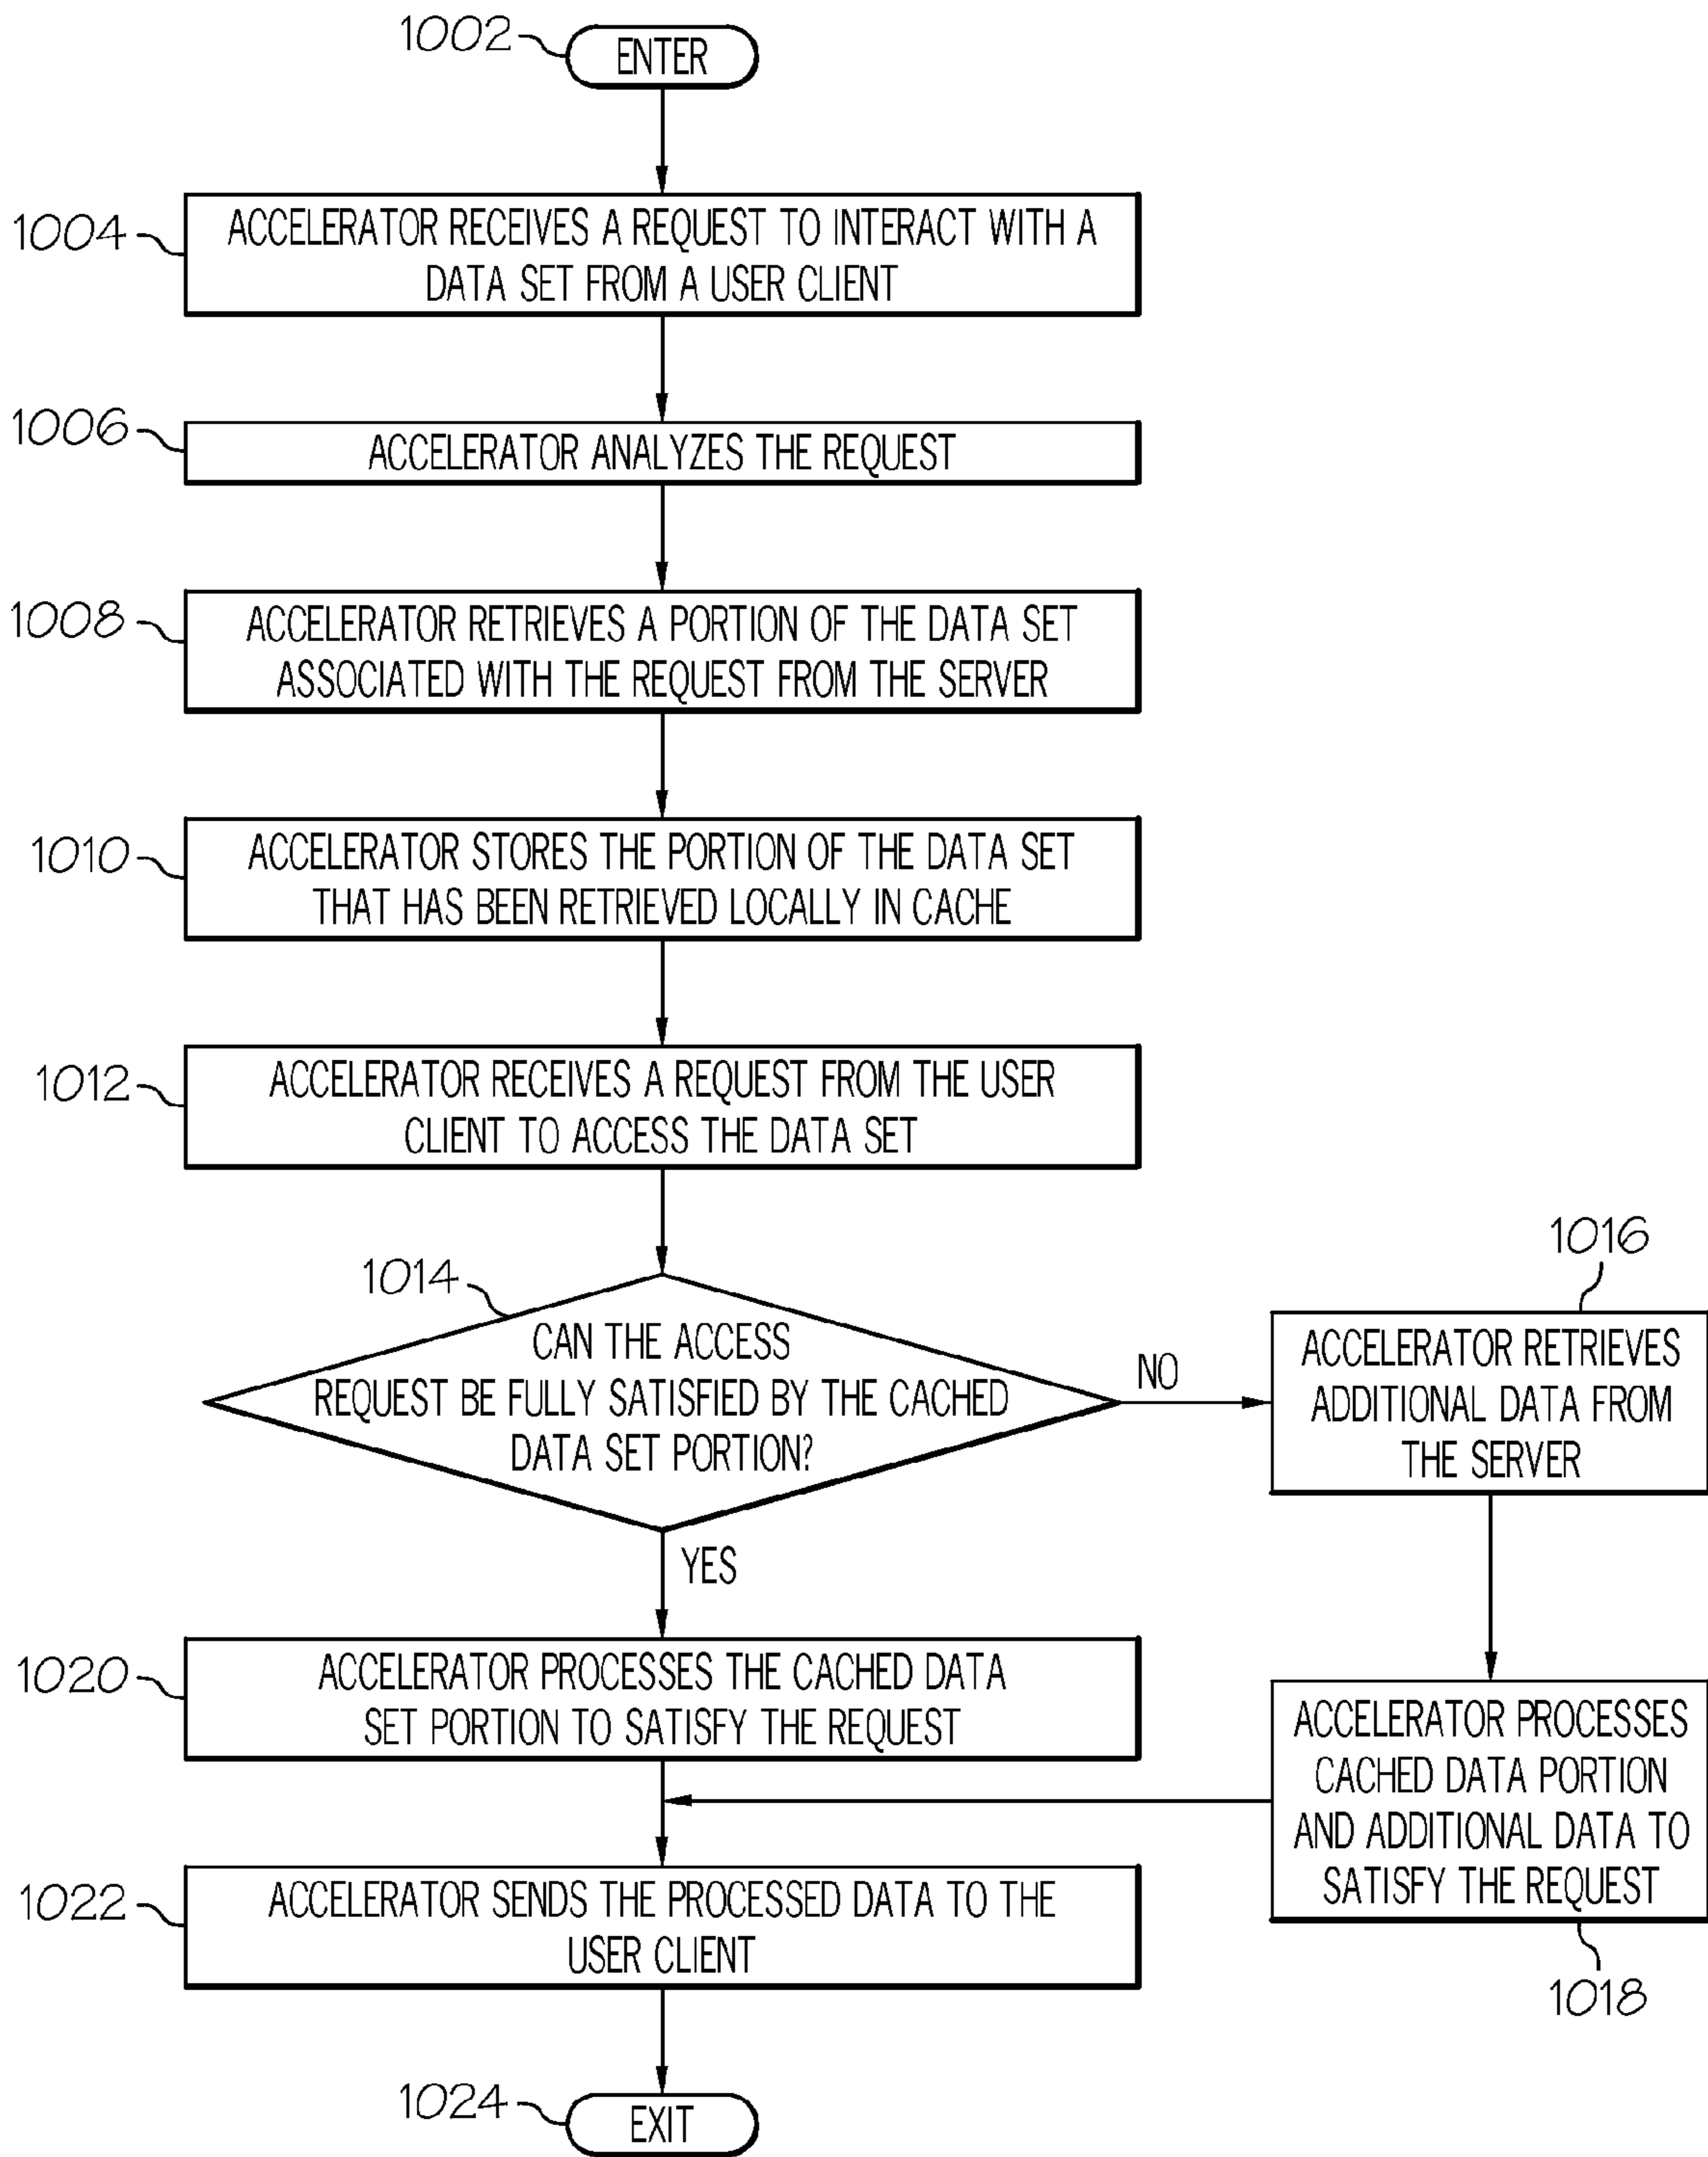 1002
ENTER
1004
ACCELERATOR RECEIVES A REQUEST TO INTERACT WITH A
DATA SET FROM A USER CLIENT
1006
ACCELERATOR ANALYZES THE REQUEST
1008
ACCELERATOR RETRIEVES A PORTION OF THE DATA SET
ASSOCIATED WITH THE REQUEST FROM THE SERVER
1010
ACCELERATOR STORES THE PORTION OF THE DATA SET
THAT HAS BEEN RETRIEVED LOCALLY IN CACHE
1012
ACCELERATOR RECEIVES A REQUEST FROM THE USER
CLIENT TO ACCESS THE DATA SET
1014
CAN THE ACCESS
REQUEST BE FULLY SATISFIED BY THE CACHED
DATA SET PORTION?
NO
1016
ACCELERATOR RETRIEVES
ADDITIONAL DATA FROM
THE SERVER
YES
1020
ACCELERATOR PROCESSES THE CACHED DATA
SET PORTION TO SATISFY THE REQUEST
ACCELERATOR PROCESSES
CACHED DATA PORTION
AND ADDITIONAL DATA TO
SATISFY THE REQUEST
1018
1022
ACCELERATOR SENDS THE PROCESSED DATA TO THE
USER CLIENT
1024
EXIT